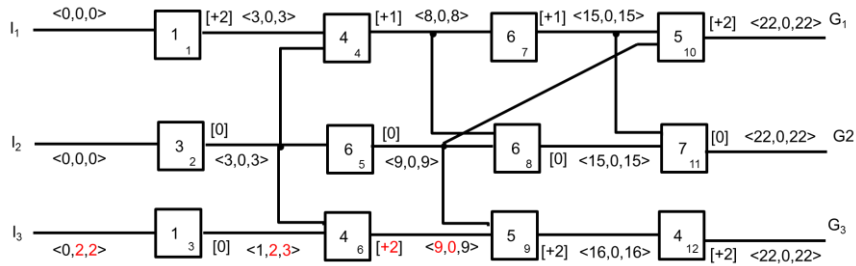 <0,0,0> [+2] <3,0,3> [+1] <8,0,8> [+1] <15,0,15> [+2] <22,0,22> G1
I1 1 1 4 4 6 7 5 10
I2 [0] [0] [0] G2
3 2 6 5 6 8 7 11
<0,0,0> <3,0,3> <9,0,9> [0] <15,0,15> <22,0,22>
I3 1 3 4 6 5 9 4 12 G3
<0,2,2> [0] <1,2,3> [+2] <9,0,9> [+2] <16,0,16> [+2] <22,0,22>